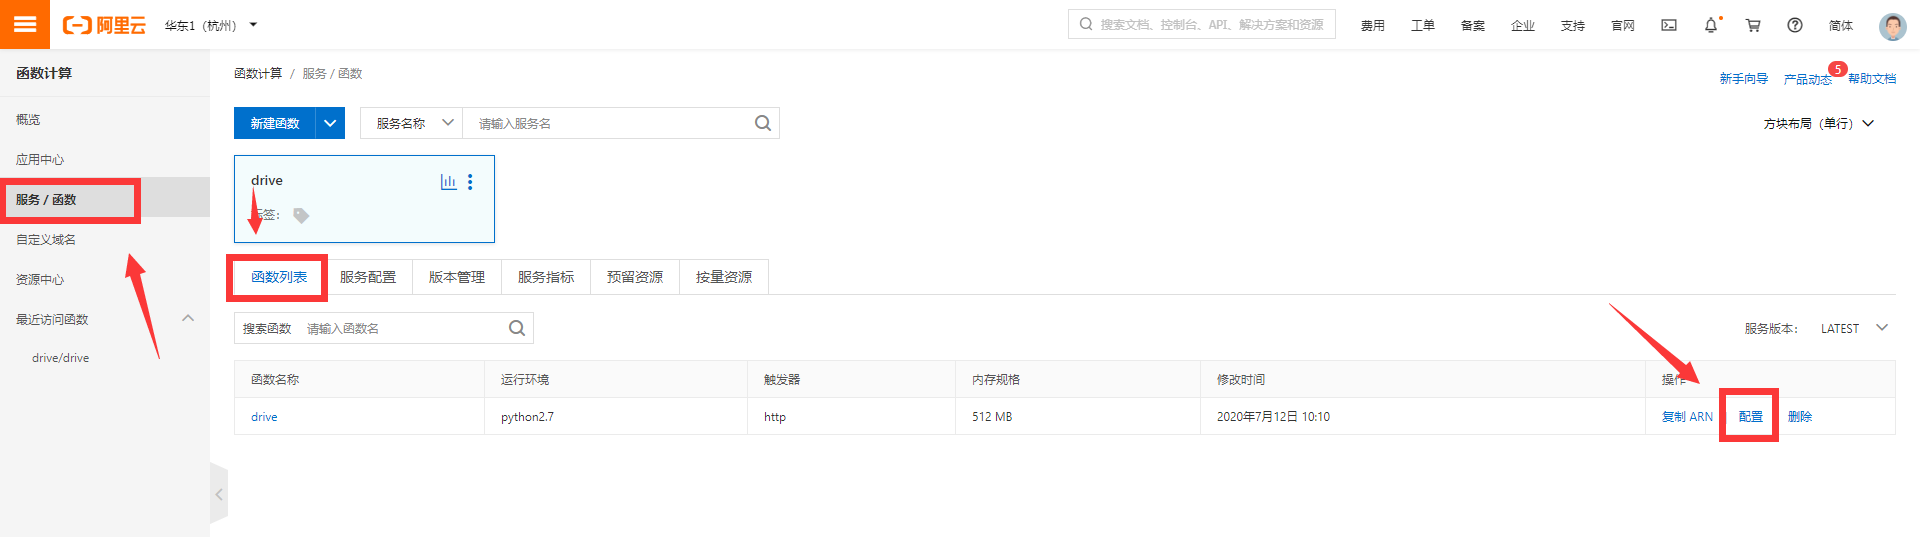 阿里云 华东1（杭州） 搜索文档、控制台、API、解决方案和资源 费用 工单 备案 企业 支持 官网 简体
函数计算
概览
应用中心
服务 / 函数
自定义域名
资源中心
最近访问函数
drive/drive
函数计算 / 服务 / 函数
新手向导 产品动态 5 帮助文档
新建函数 服务名称 请输入服务名 方块布局（单行）
drive
签：
函数列表 服务配置 版本管理 服务指标 预留资源 按量资源
搜索函数 请输入函数名 服务版本： LATEST
函数名称 运行环境 触发器 内存规格 修改时间 操作
drive python2.7 http 512 MB 2020年7月12日 10:10 复制 ARN 配置 删除